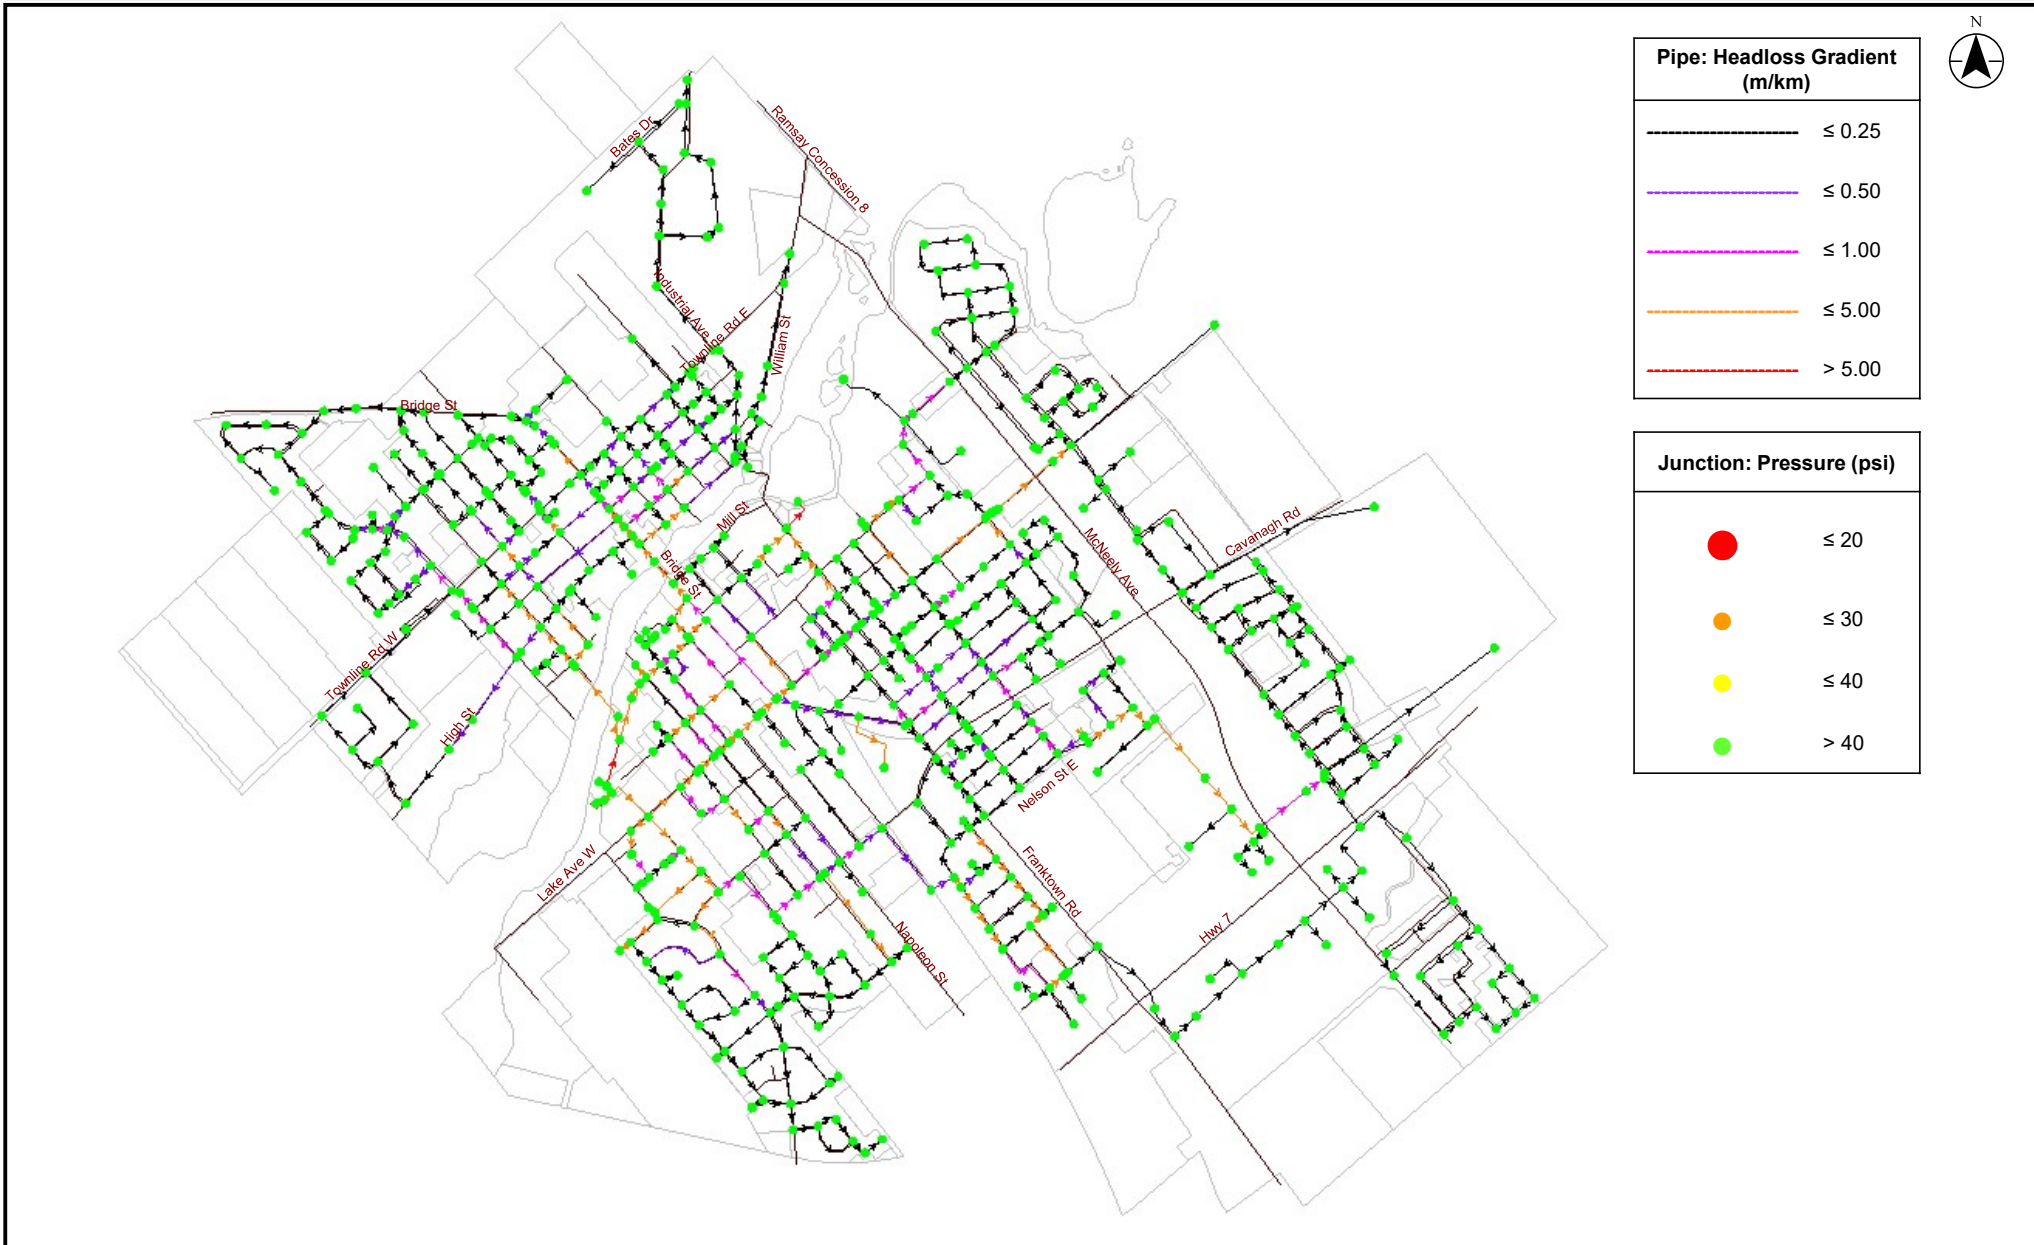 N
Pipe: Headloss Gradient
(m/km)
≤ 0.25
≤ 0.50
≤ 1.00
≤ 5.00
> 5.00
Junction: Pressure (psi)
≤ 20
≤ 30
≤ 40
> 40
Ramsay Concession 8
Bates Dr
Industrial Ave
Townline Rd E
William St
Bridge St
Mill St
Bridge St
McNeely Ave
Cavanagh Rd
Townline Rd W
High St
Nelson St E
Lake Ave W
Franktown Rd
Napoleon St
Hwy 7